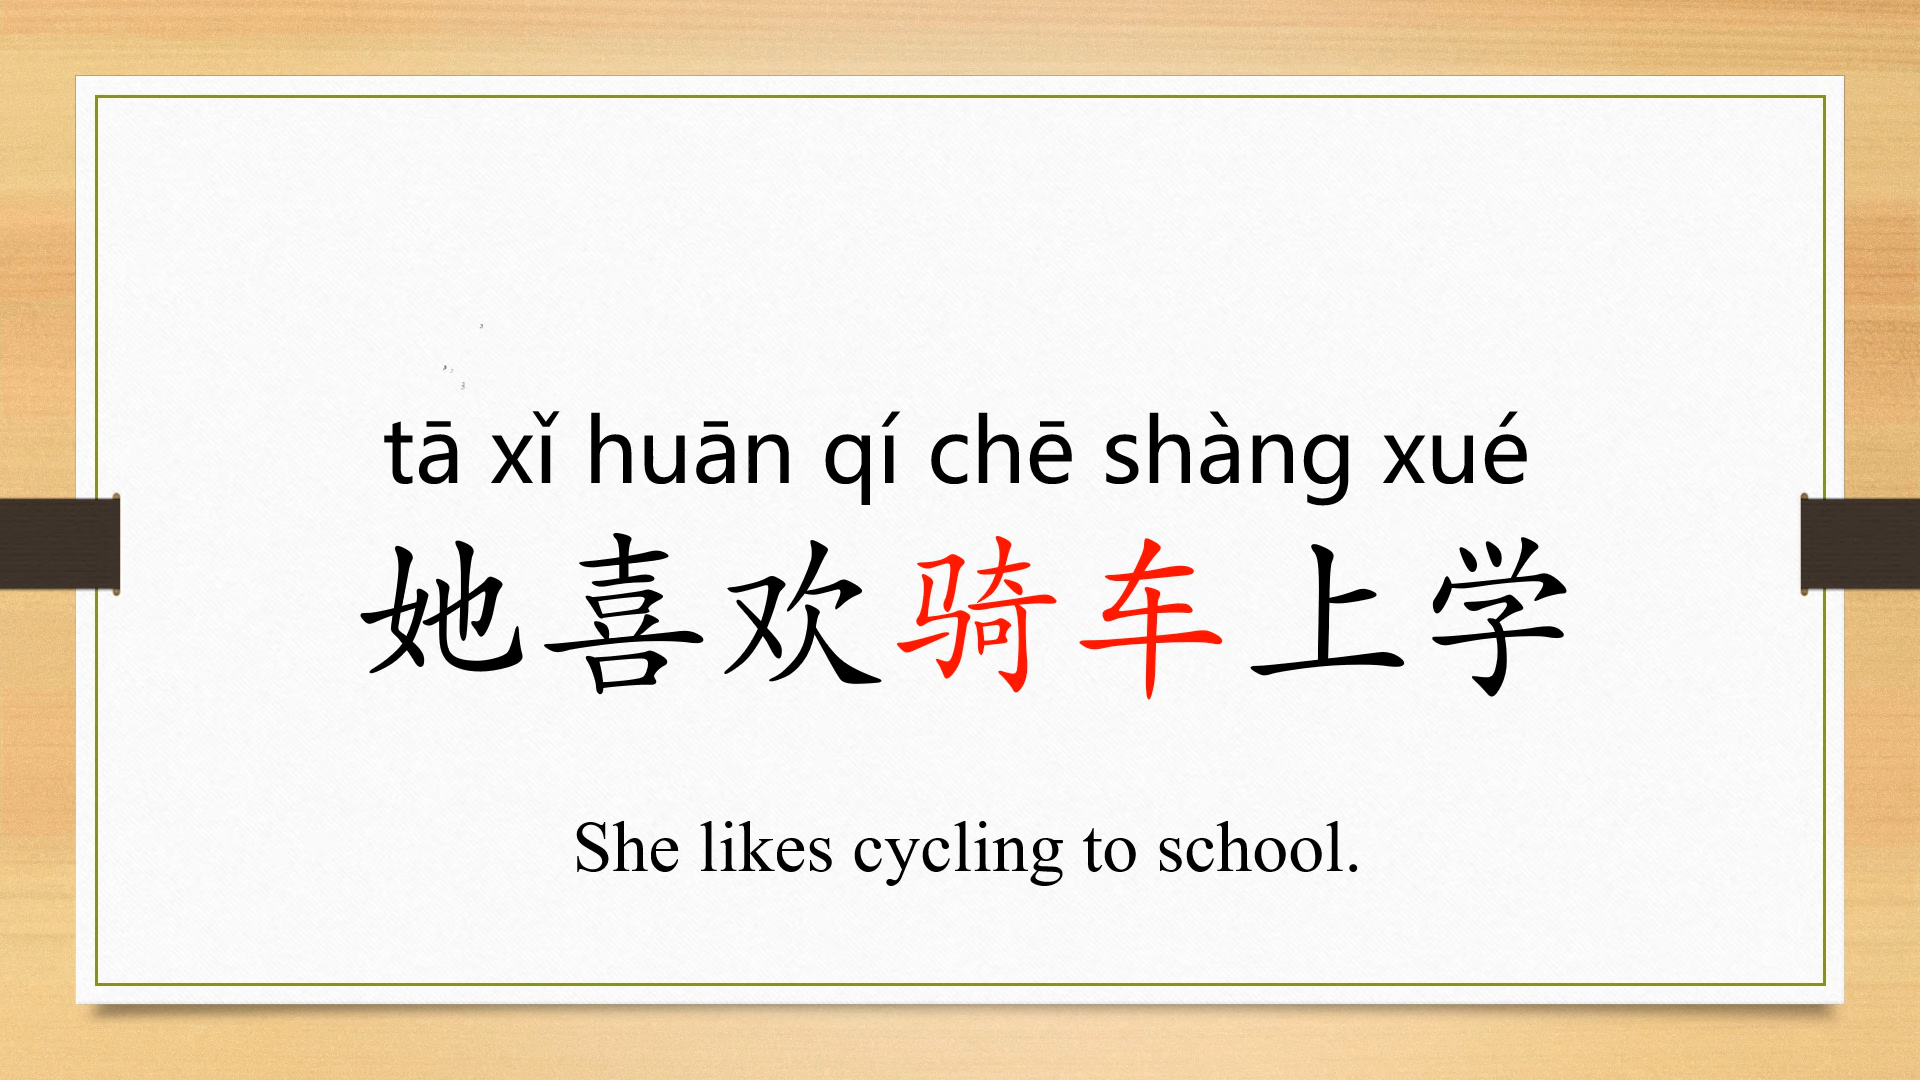 tā xǐ huān qí chē shàng xué
她喜欢骑车上学
She likes cycling to school.